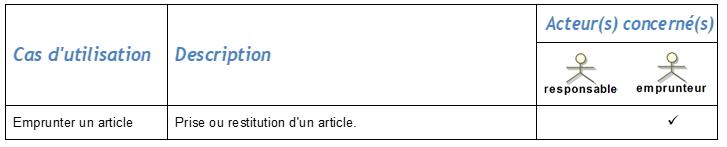 Acteur(s) concerné(s)
Cas d'utilisation
Description
responsable
emprunteur
Emprunter un article
Prise ou restitution d'un article.
✓